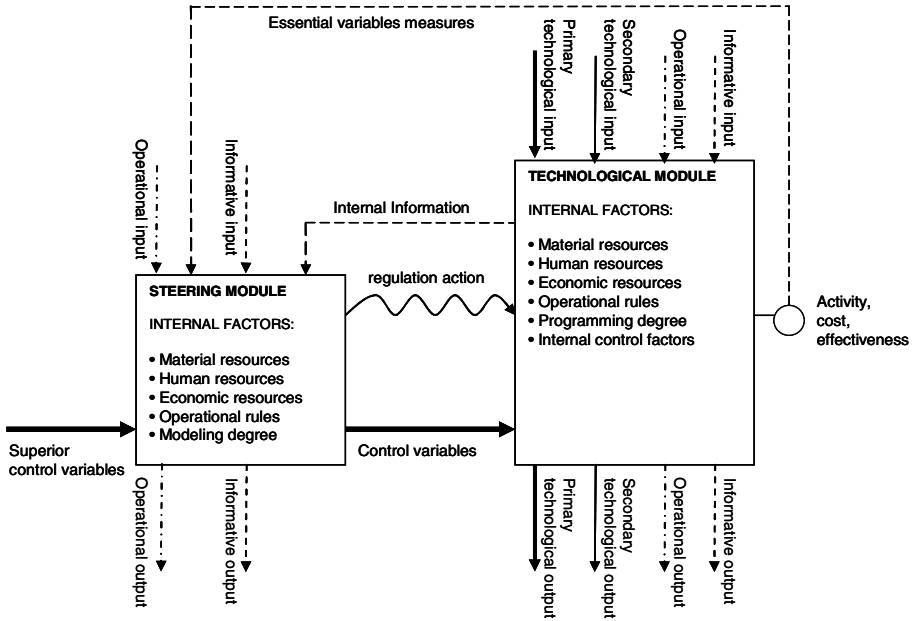 Essential variables measures
Primary
technological input
Secondary
technological input
Operational input
Informative input
Operational input
Informative input
Internal Information
regulation action
TECHNOLOGICAL MODULE
INTERNAL FACTORS:
• Material resources
• Human resources
• Economic resources
• Operational rules
• Programming degree
• Internal control factors
Activity,
cost,
effectiveness
STEERING MODULE
INTERNAL FACTORS:
• Material resources
• Human resources
• Economic resources
• Operational rules
• Modeling degree
Superior
control variables
Control variables
Operational output
Informative output
Primary
technological output
Secondary
technological output
Operational output
Informative output